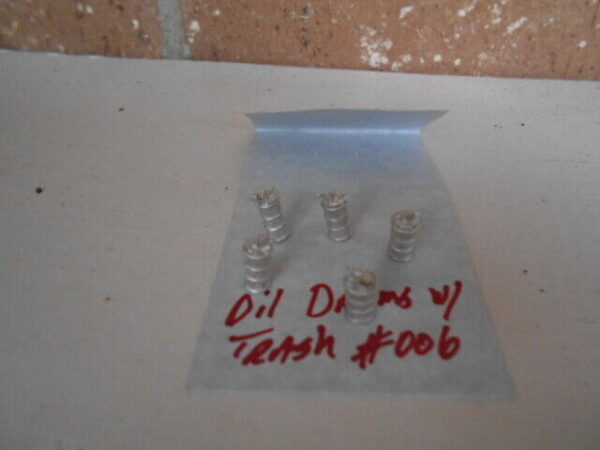 Oil Drums w/
Trash #006